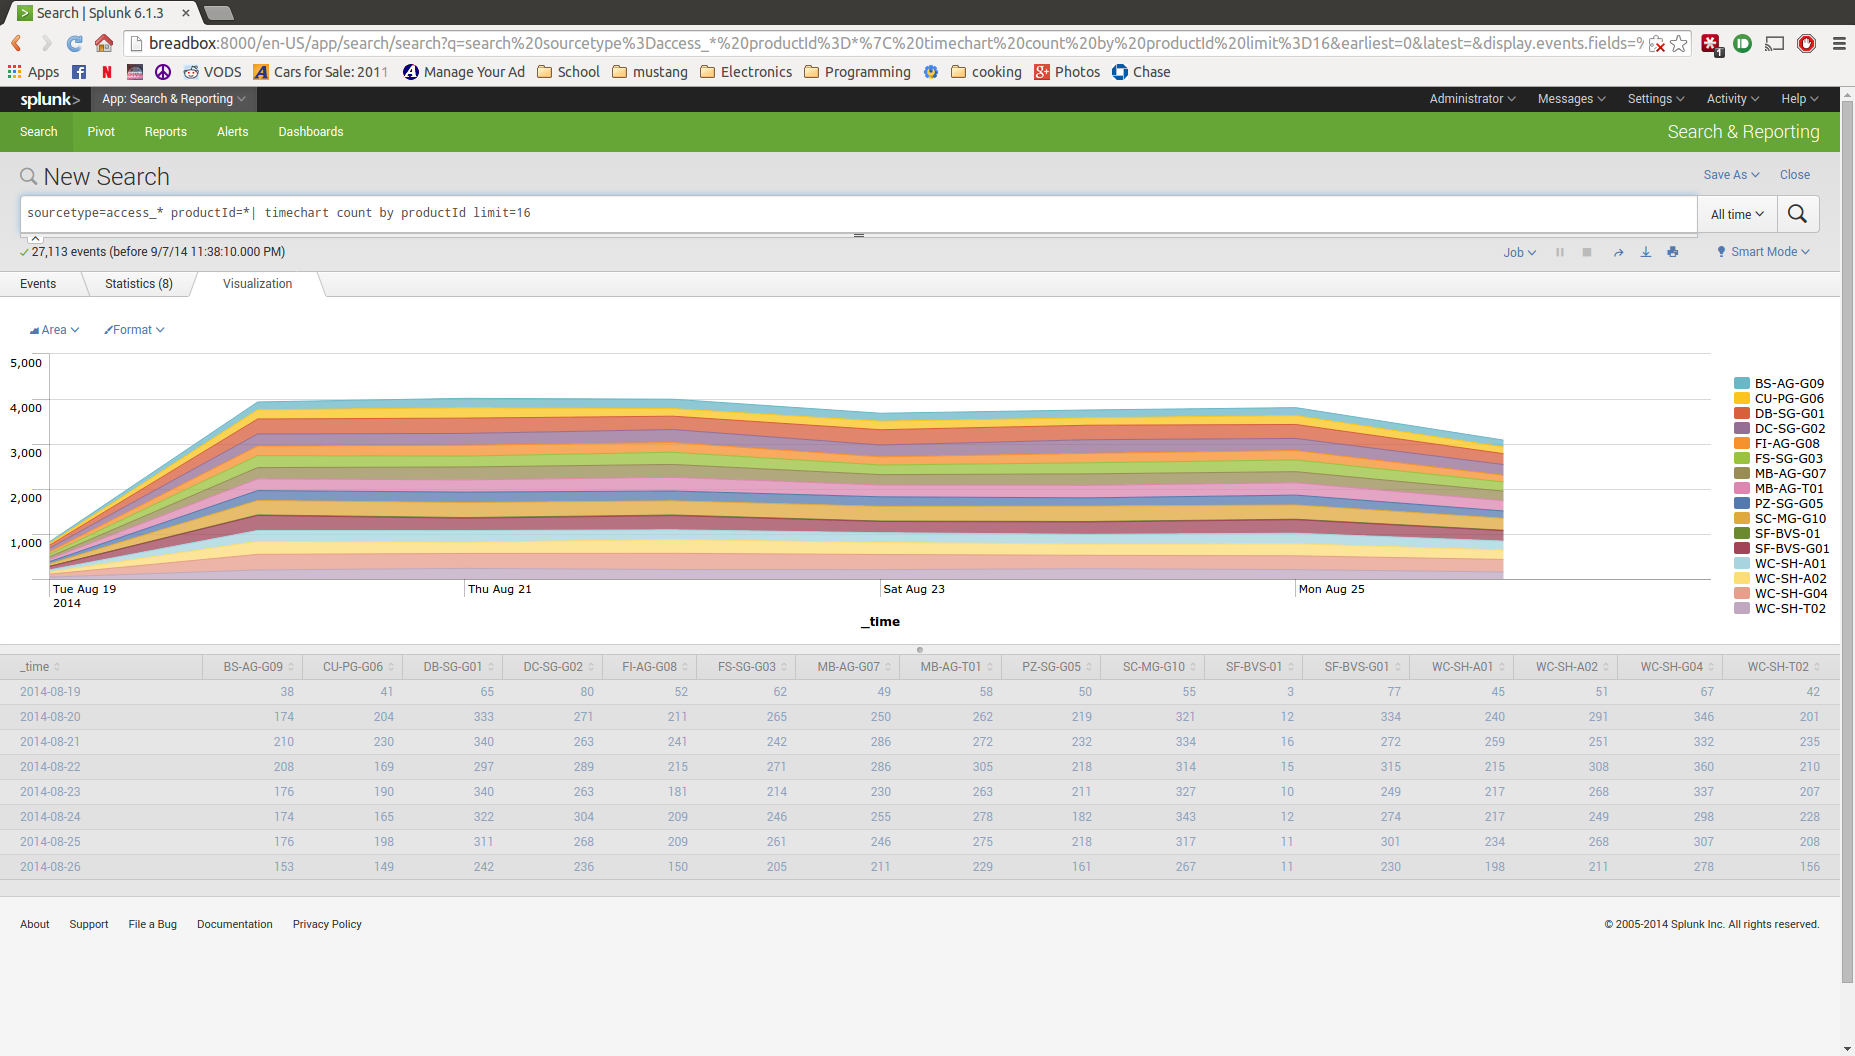 Search | Splunk 6.1.3
breadbox:8000/en-US/app/search/search?q=search%20sourcetype%3Daccess_*%20productId%3D*%7C%20timechart%20count%20by%20productId%20limit%3D16&earliest=0&latest=&display.events.fields=%
1
Apps VODS Cars for Sale: 2011 Manage Your Ad School mustang Electronics Programming cooking Photos Chase
splunk> App: Search & Reporting Administrator Messages Settings Activity Help
Search Pivot Reports Alerts Dashboards Search & Reporting
New Search Save As Close
sourcetype=access_* productId=*| timechart count by productId limit=16 All time
27,113 events (before 9/7/14 11:38:10.000 PM) Job Smart Mode
Events Statistics (8) Visualization
Area Format
5,000
4,000
3,000
2,000
1,000
BS-AG-G09
CU-PG-G06
DB-SG-G01
DC-SG-G02
FI-AG-G08
FS-SG-G03
MB-AG-G07
MB-AG-T01
PZ-SG-G05
SC-MG-G10
SF-BVS-01
SF-BVS-G01
WC-SH-A01
WC-SH-A02
WC-SH-G04
WC-SH-T02
Tue Aug 19 Thu Aug 21 Sat Aug 23 Mon Aug 25
2014
_time
_time BS-AG-G09 CU-PG-G06 DB-SG-G01 DC-SG-G02 FI-AG-G08 FS-SG-G03 MB-AG-G07 MB-AG-T01 PZ-SG-G05 SC-MG-G10 SF-BVS-01 SF-BVS-G01 WC-SH-A01 WC-SH-A02 WC-SH-G04 WC-SH-T02
2014-08-19 38 41 65 80 52 62 49 58 50 55 3 77 45 51 67 42
2014-08-20 174 204 333 271 211 265 250 262 219 321 12 334 240 291 346 201
2014-08-21 210 230 340 263 241 242 286 272 232 334 16 272 259 251 332 235
2014-08-22 208 169 297 289 215 271 286 305 218 314 15 315 215 308 360 210
2014-08-23 176 190 340 263 181 214 230 263 211 327 10 249 217 268 337 207
2014-08-24 174 165 322 304 209 246 255 278 182 343 12 274 217 249 298 228
2014-08-25 176 198 311 268 209 261 246 275 218 317 11 301 234 268 307 208
2014-08-26 153 149 242 236 150 205 211 229 161 267 11 230 198 211 278 156
About Support File a Bug Documentation Privacy Policy © 2005-2014 Splunk Inc. All rights reserved.